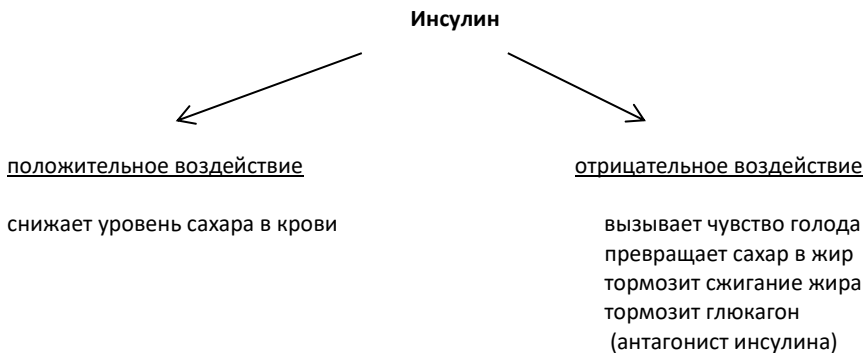 Инсулин
положительное воздействие
отрицательное воздействие
снижает уровень сахара в крови
вызывает чувство голода
превращает сахар в жир
тормозит сжигание жира
тормозит глюкагон
(антагонист инсулина)